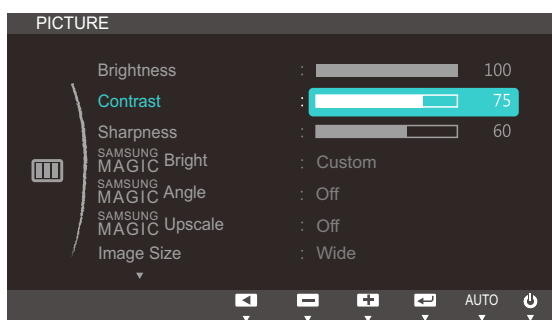 PICTURE
Brightness : 100
Contrast : 75
Sharpness : 60
SAMSUNG MAGIC Bright : Custom
SAMSUNG MAGIC Angle : Off
SAMSUNG MAGIC Upscale : Off
Image Size : Wide
AUTO